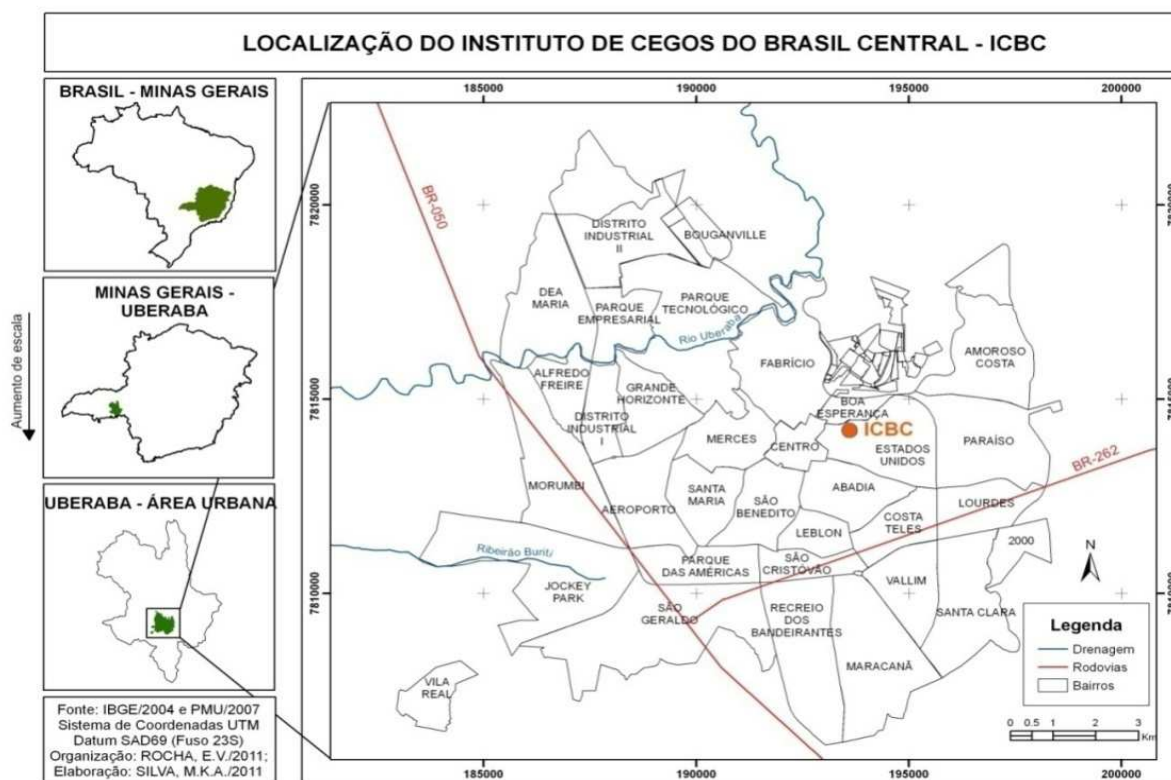 LOCALIZAÇÃO DO INSTITUTO DE CEGOS DO BRASIL CENTRAL - ICBC
BRASIL - MINAS GERAIS
MINAS GERAIS -
UBERABA
Aumento de escala
UBERABA - ÁREA URBANA
Fonte: IBGE/2004 e PMU/2007
Sistema de Coordenadas UTM
Datum SAD69 (Fuso 23S)
Organização: ROCHA, E.V./2011;
Elaboração: SILVA, M.K.A./2011
185000
190000
195000
200000
7820000
7820000
BR-050
DISTRITO
INDUSTRIAL
II
BOUGANVILLE
DEA
MARIA
PARQUE
EMPRESARIAL
PARQUE
TECNOLÓGICO
Rio Uberaba
FABRÍCIO
AMOROSO
COSTA
ALFREDO
FREIRE
GRANDE
HORIZONTE
7815000
7815000
BOA
ESPERANÇA
DISTRITO
INDUSTRIAL
I
MERCES
CENTRO
ICBC
ESTADOS
UNIDOS
PARAÍSO
BR-262
MORUMBI
AEROPORTO
SANTA
MARIA
SÃO
BENEDITO
ABADIA
LEBLON
COSTA
TELES
LOURDES
2000
Ribeirão Buriti
PARQUE
DAS AMÉRICAS
SÃO
CRISTOVÃO
JOCKEY
PARK
7810000
7810000
SÃO
GERALDO
RECREIO
DOS
BANDEIRANTES
VALLIM
SANTA CLARA
MARACANÃ
VILA
REAL
N
Legenda
Drenagem
Rodovias
Bairros
0 0.5 1 2 3
Km
185000
190000
195000
200000